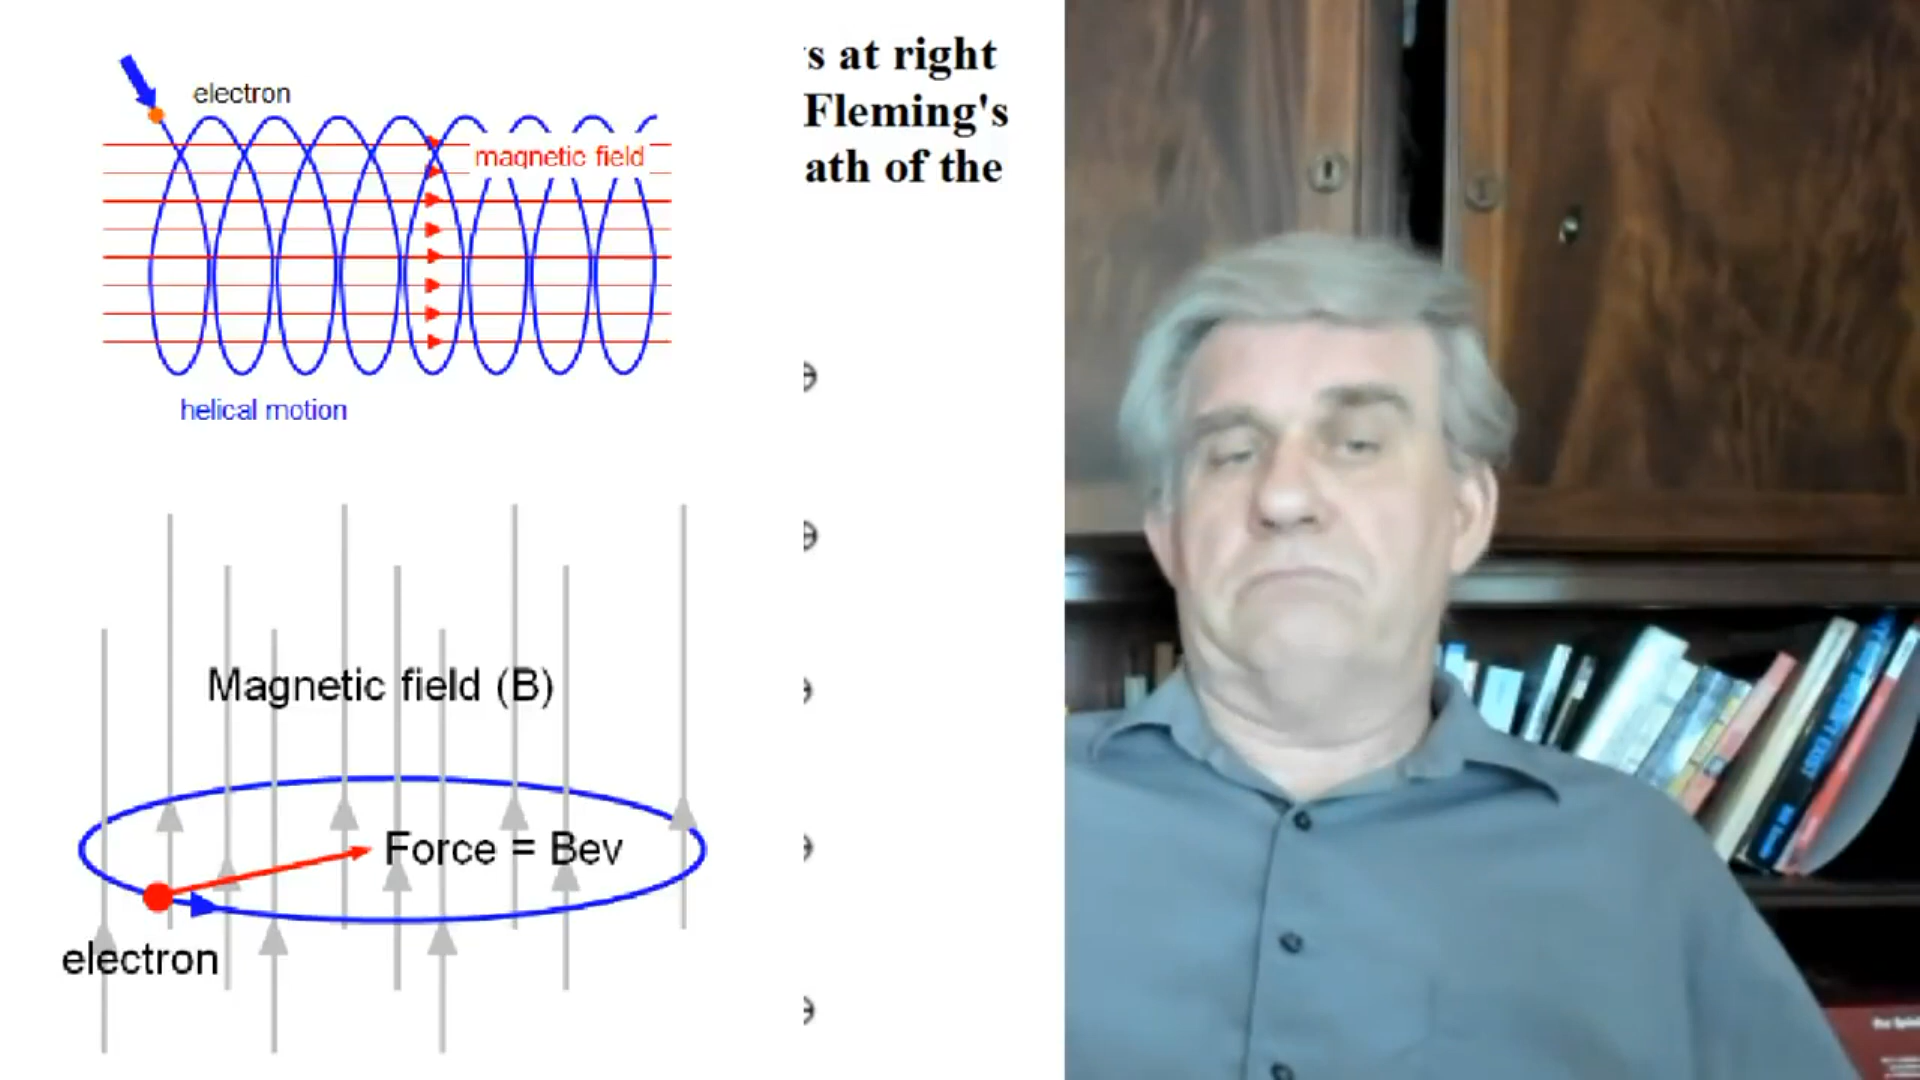 electron
magnetic field
helical motion
Magnetic field (B)
Force = Bev
electron
s at right
Fleming's
ath of the